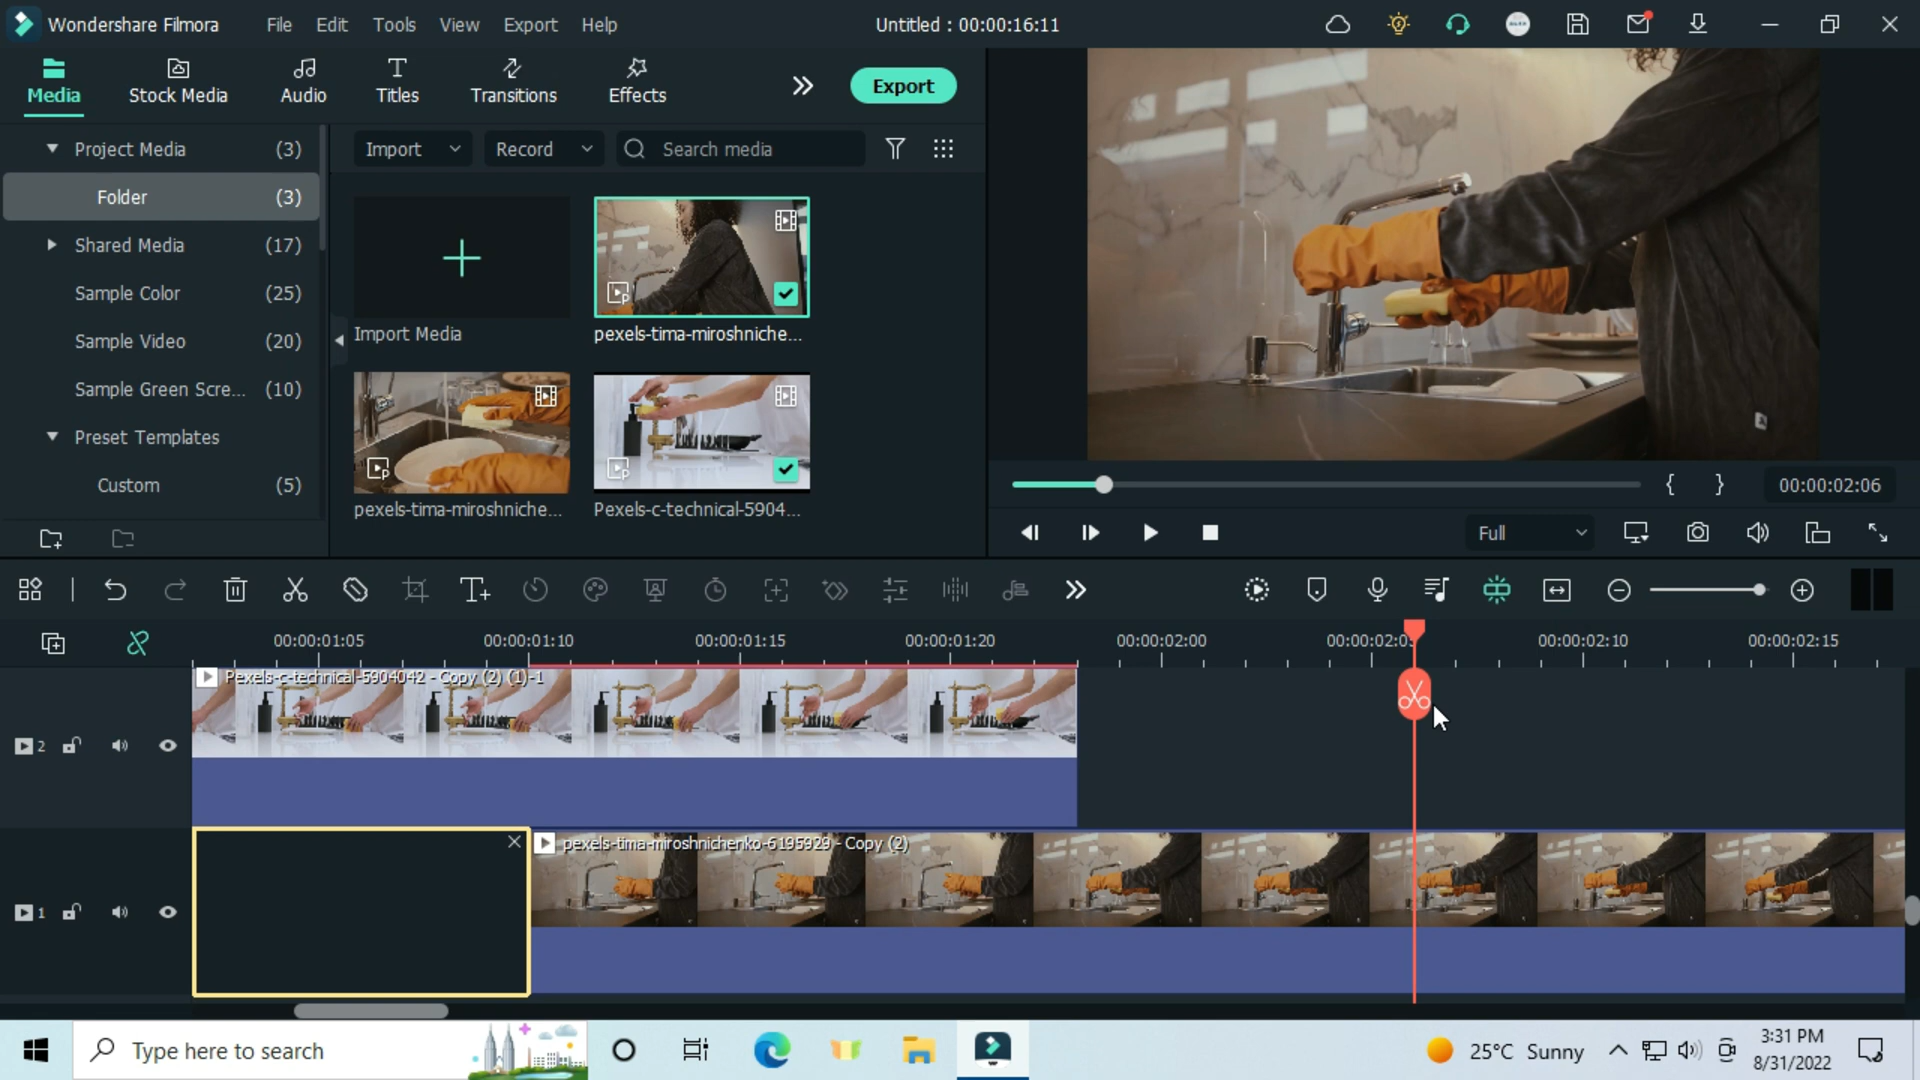 Wondershare Filmora File Edit Tools View Export Help Untitled : 00:00:16:11
Media Stock Media Audio Titles Transitions Effects Export
Project Media (3)
Folder (3)
Shared Media (17)
Sample Color (25)
Sample Video (20)
Sample Green Scre... (10)
Preset Templates
Custom (5)
Import Record Search media
Import Media
pexels-tima-miroshniche...
pexels-tima-miroshniche...
Pexels-c-technical-5904...
00:00:02:06
Full
00:00:01:05 00:00:01:10 00:00:01:15 00:00:01:20 00:00:02:00 00:00:02:05 00:00:02:10 00:00:02:15
Pexels-c-technical-5904042 - Copy (2) (1)-1
2
pexels-tima-miroshnichenko-6195929 - Copy (2)
1
Type here to search
25°C Sunny
3:31 PM
8/31/2022